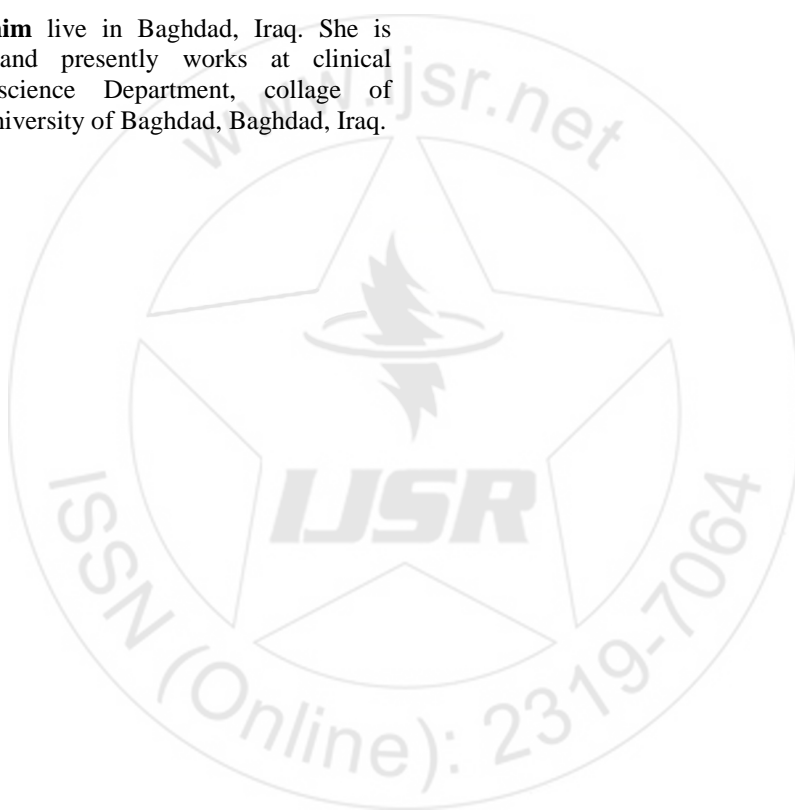 him live in Baghdad, Iraq. She is
and presently works at clinical
science Department, collage of
niversity of Baghdad, Baghdad, Iraq.
www.ijsr.net
IJSR
ISSN (Online): 2319-7064